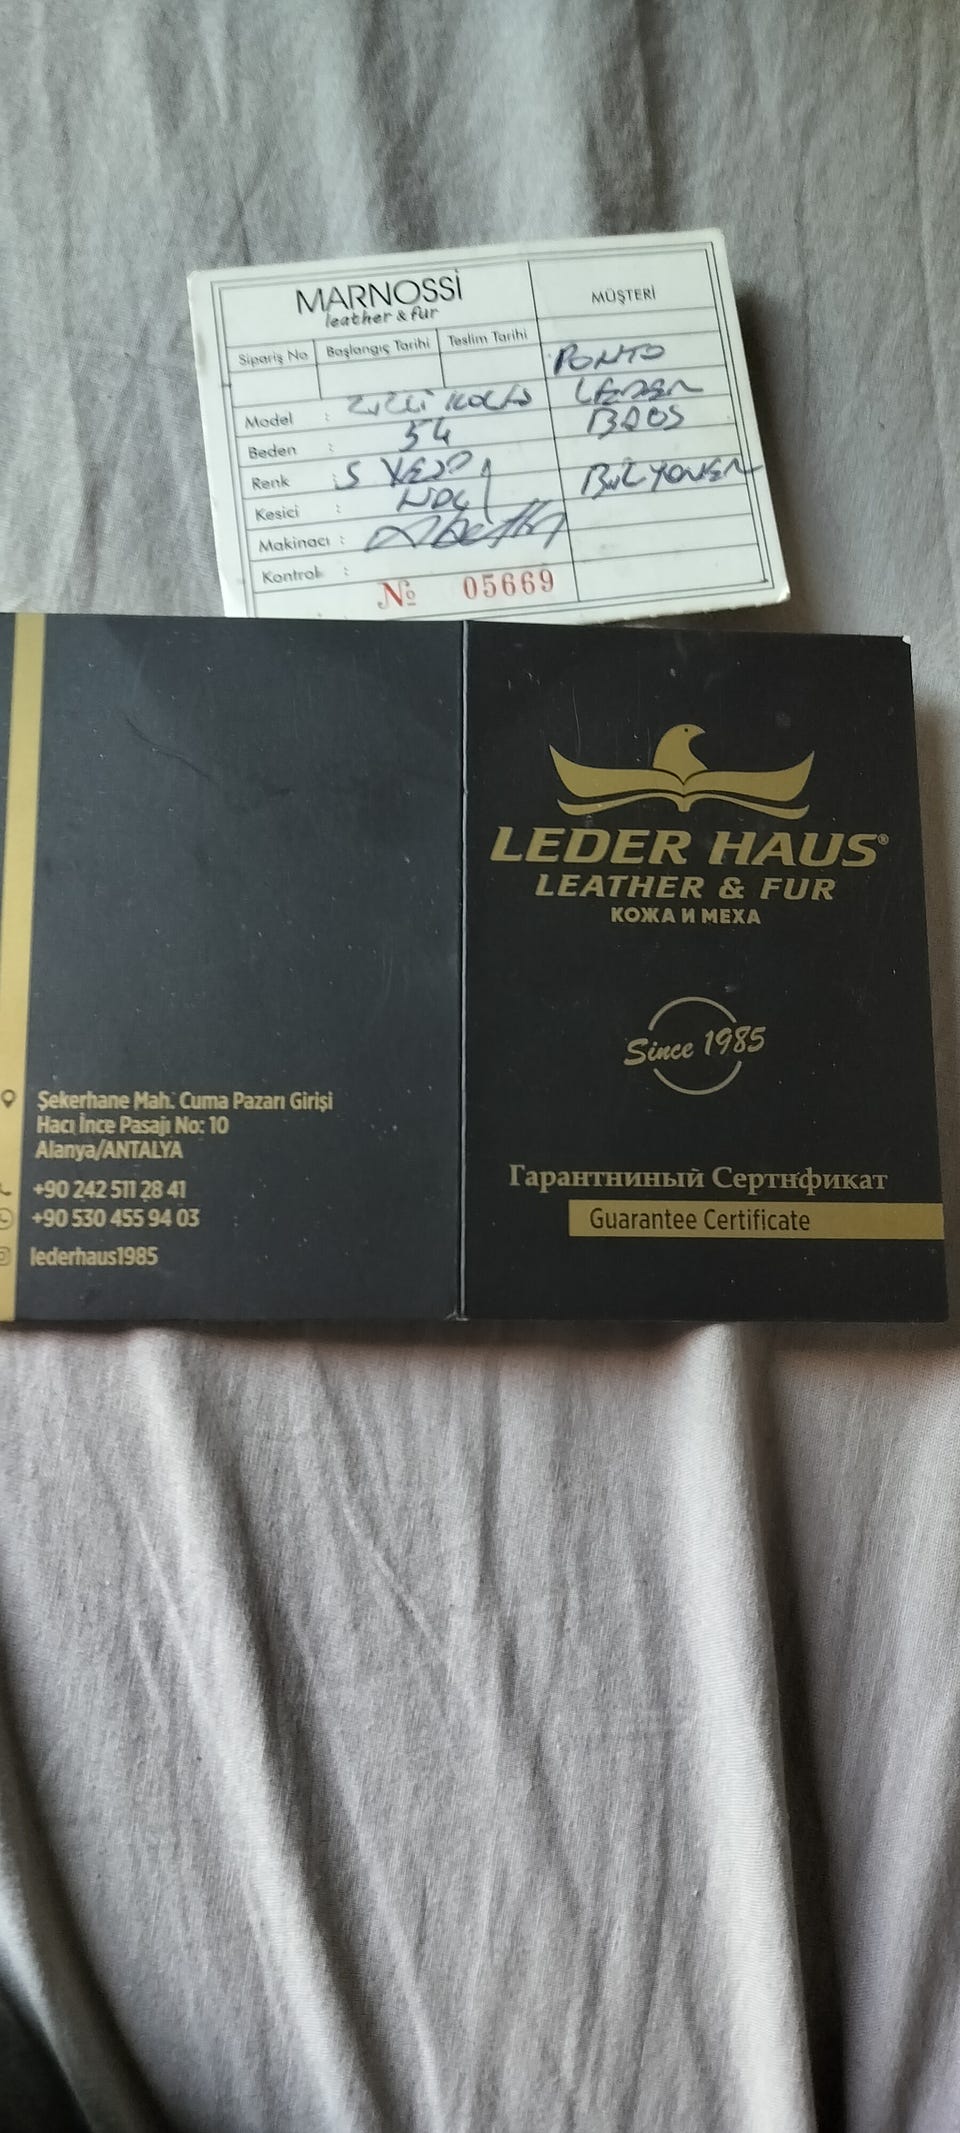 MARNOSSİ
leather & fur
MÜŞTERİ
Sipariş No Başlangıç Tarihi Teslim Tarihi
PONTO
Model :
LEDER
Beden : 54
Renk :
Kesici :
Makinacı :
Kontrol :
№ 05669
LEDER HAUS®
LEATHER & FUR
КОЖА И МЕХА
Since 1985
Гарантниный Сертнфикат
Guarantee Certificate
Şekerhane Mah. Cuma Pazarı Girişi
Hacı İnce Pasajı No: 10
Alanya/ANTALYA
+90 242 511 28 41
+90 530 455 94 03
lederhaus1985